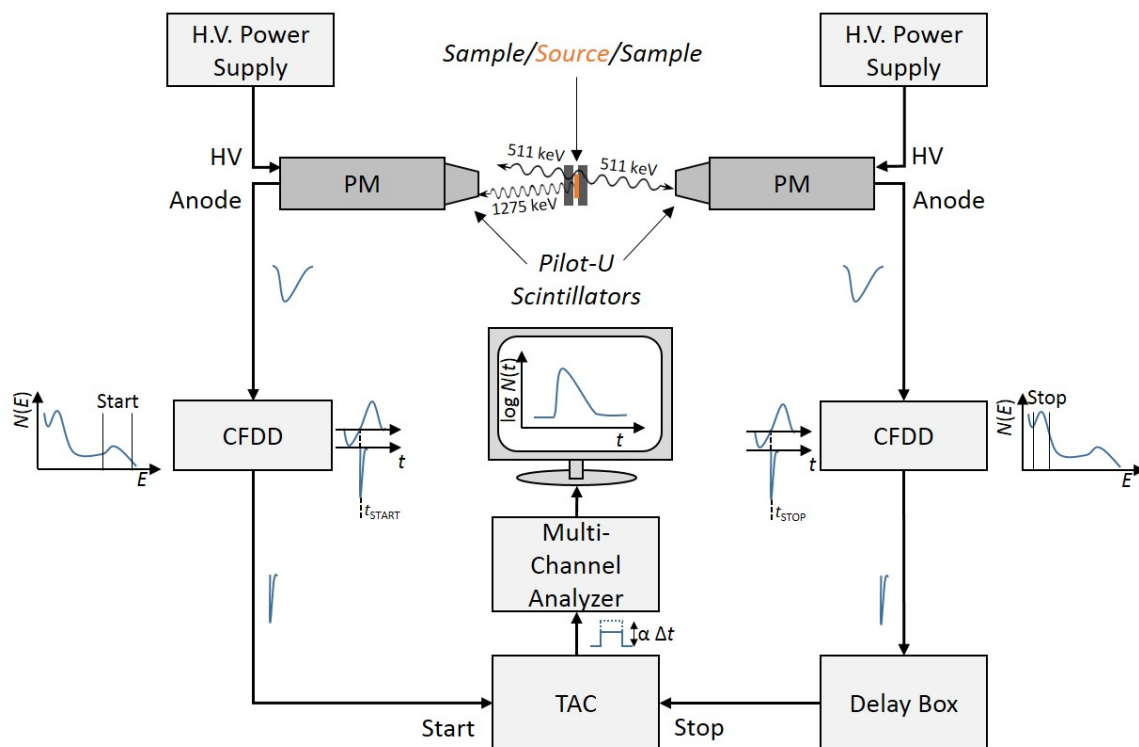 H.V. Power
Supply
Sample/Source/Sample
H.V. Power
Supply
HV
Anode
PM
511 keV
1275 keV
511 keV
PM
HV
Anode
Pilot-U
Scintillators
N(E)
Start
E
CFDD
t
tSTART
log N(t)
t
t
tSTOP
CFDD
N(E)
Stop
E
Multi-
Channel
Analyzer
α Δt
Start
TAC
Stop
Delay Box